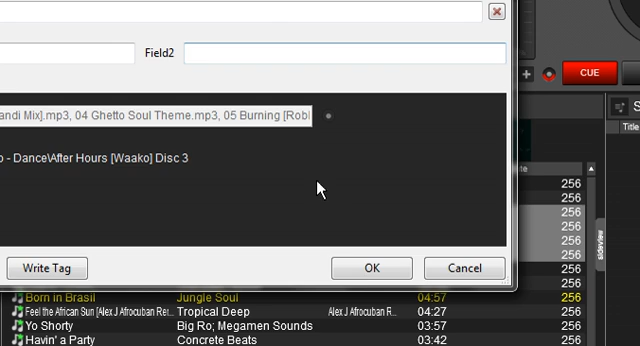 Field2
CUE
andi Mix].mp3, 04 Ghetto Soul Theme.mp3, 05 Burning [Robl
S
Title
o - Dance\After Hours [Waako] Disc 3
256
256
256
256
256
256
256
256
sideview
Write Tag
OK
Cancel
Born in Brasil Jungle Soul 04:57 256
Feel the African Sun [Alex J Afrocuban Re... Tropical Deep Alex J Afrocuban R... 04:27 256
Yo Shorty Big Ro; Megamen Sounds 03:57 256
Havin' a Party Concrete Beats 03:42 256